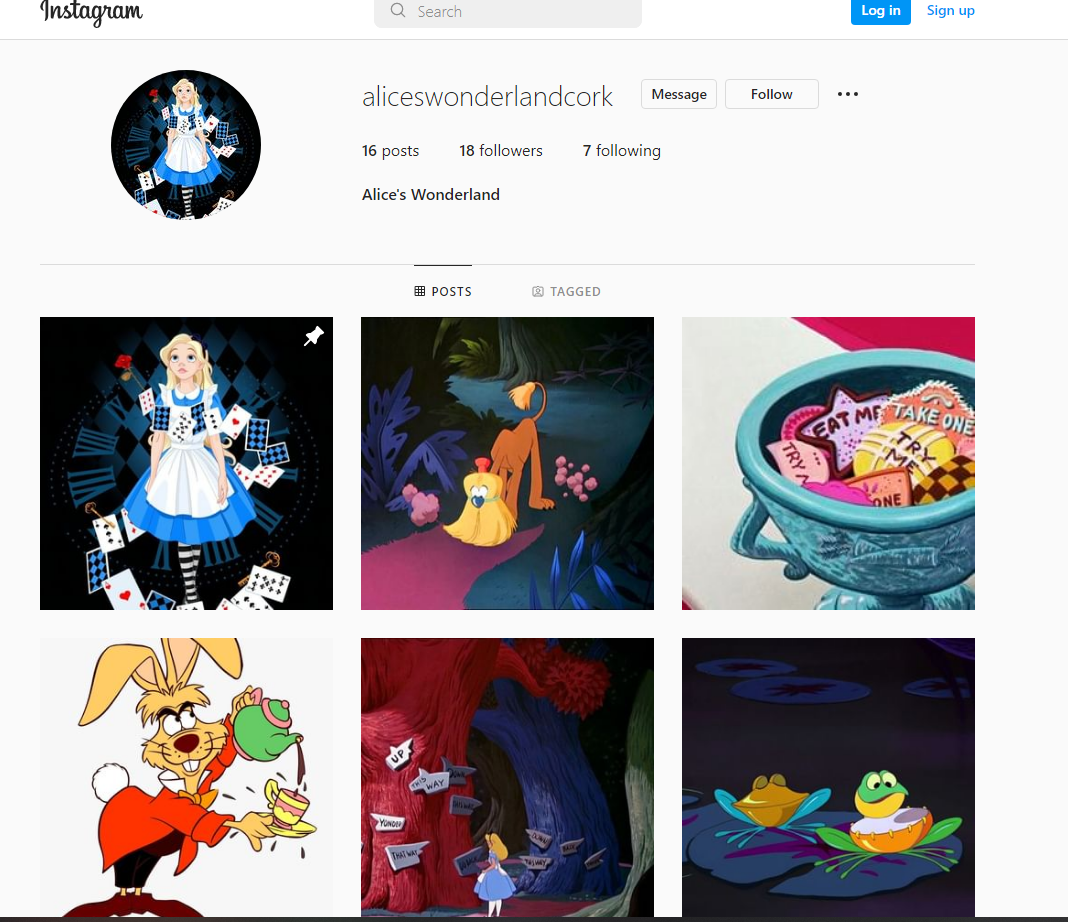 Instagram
Search
Log in
Sign up
aliceswonderlandcork
Message
Follow
16 posts
18 followers
7 following
Alice's Wonderland
POSTS
TAGGED
EAT ME
TAKE ONE
TRY
ME
TRY
ONE
UP
THIS WAY
YONDER
THAT WAY